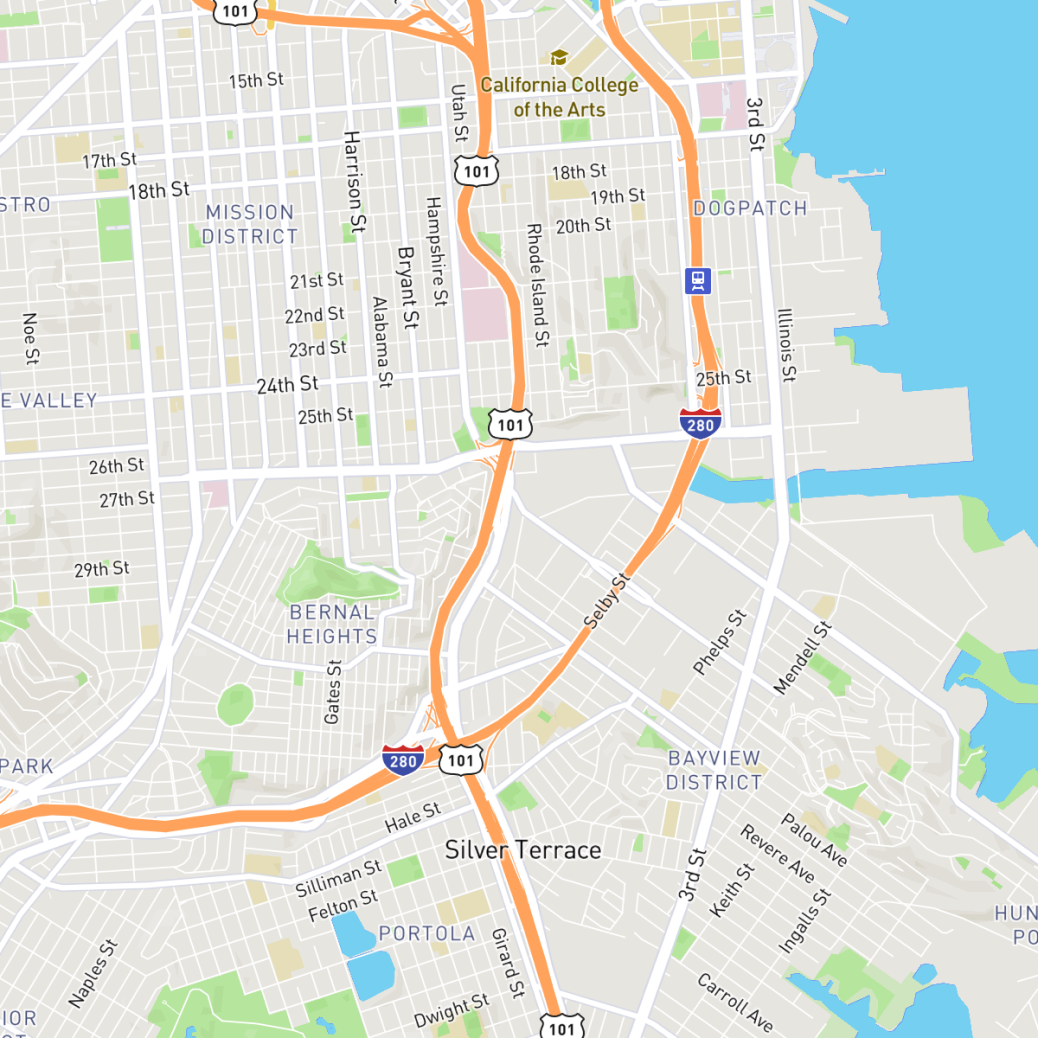 101
15th St
Utah St
California College
of the Arts
3rd St
17th St
Harrison St
101
18th St
18th St
19th St
STRO
MISSION
DISTRICT
Hampshire St
20th St
DOGPATCH
Rhode Island St
Bryant St
21st St
22nd St
Alabama St
Noe St
Illinois St
23rd St
24th St
25th St
E VALLEY
25th St
101
280
26th St
27th St
29th St
BERNAL
HEIGHTS
Selby St
Phelps St
Mendell St
Gates St
PARK
280
101
BAYVIEW
DISTRICT
Hale St
Palou Ave
Silver Terrace
Revere Ave
3rd St
Keith St
Silliman St
Felton St
Ingalls St
HUN
PO
PORTOLA
Girard St
Naples St
Carroll Ave
Dwight St
IOR
101